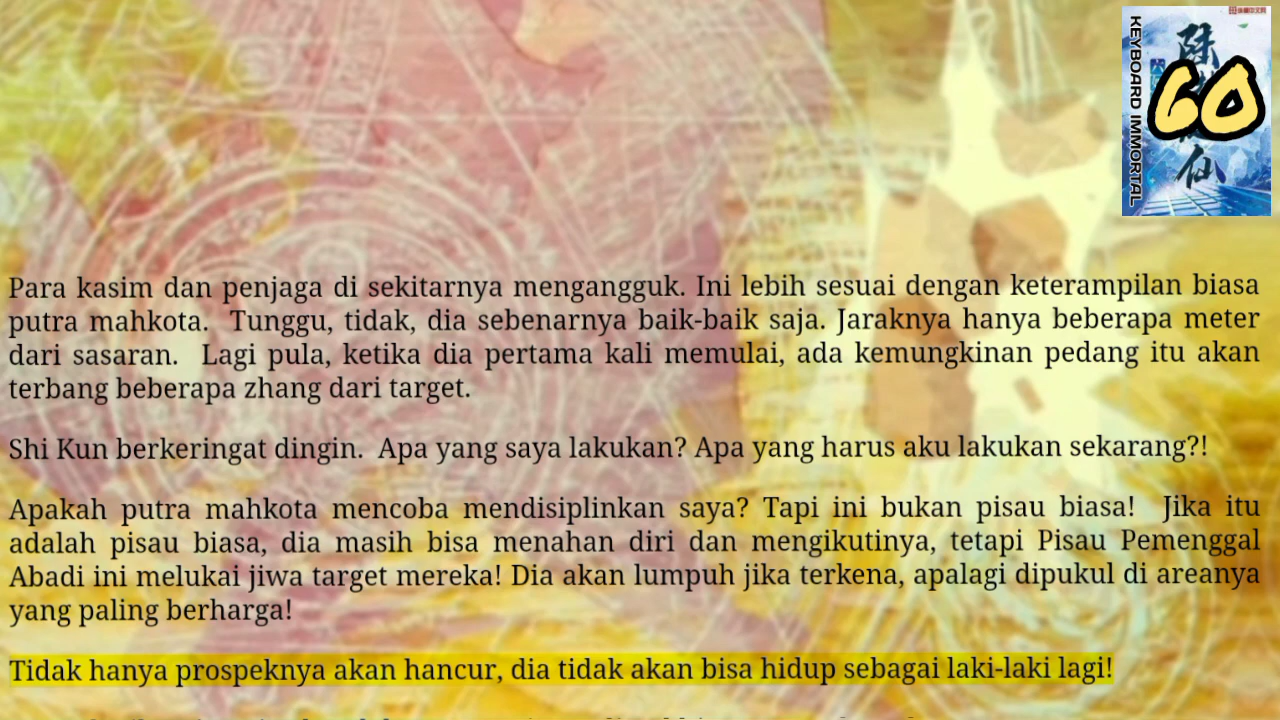 KEYBOARD IMMORTAL
60
仙
Para kasim dan penjaga di sekitarnya mengangguk. Ini lebih sesuai dengan keterampilan biasa
putra mahkota.  Tunggu, tidak, dia sebenarnya baik-baik saja. Jaraknya hanya beberapa meter
dari sasaran.  Lagi pula, ketika dia pertama kali memulai, ada kemungkinan pedang itu akan
terbang beberapa zhang dari target.
Shi Kun berkeringat dingin.  Apa yang saya lakukan? Apa yang harus aku lakukan sekarang?!
Apakah putra mahkota mencoba mendisiplinkan saya? Tapi ini bukan pisau biasa!  Jika itu
adalah pisau biasa, dia masih bisa menahan diri dan mengikutinya, tetapi Pisau Pemenggal
Abadi ini melukai jiwa target mereka! Dia akan lumpuh jika terkena, apalagi dipukul di areanya
yang paling berharga!
Tidak hanya prospeknya akan hancur, dia tidak akan bisa hidup sebagai laki-laki lagi!